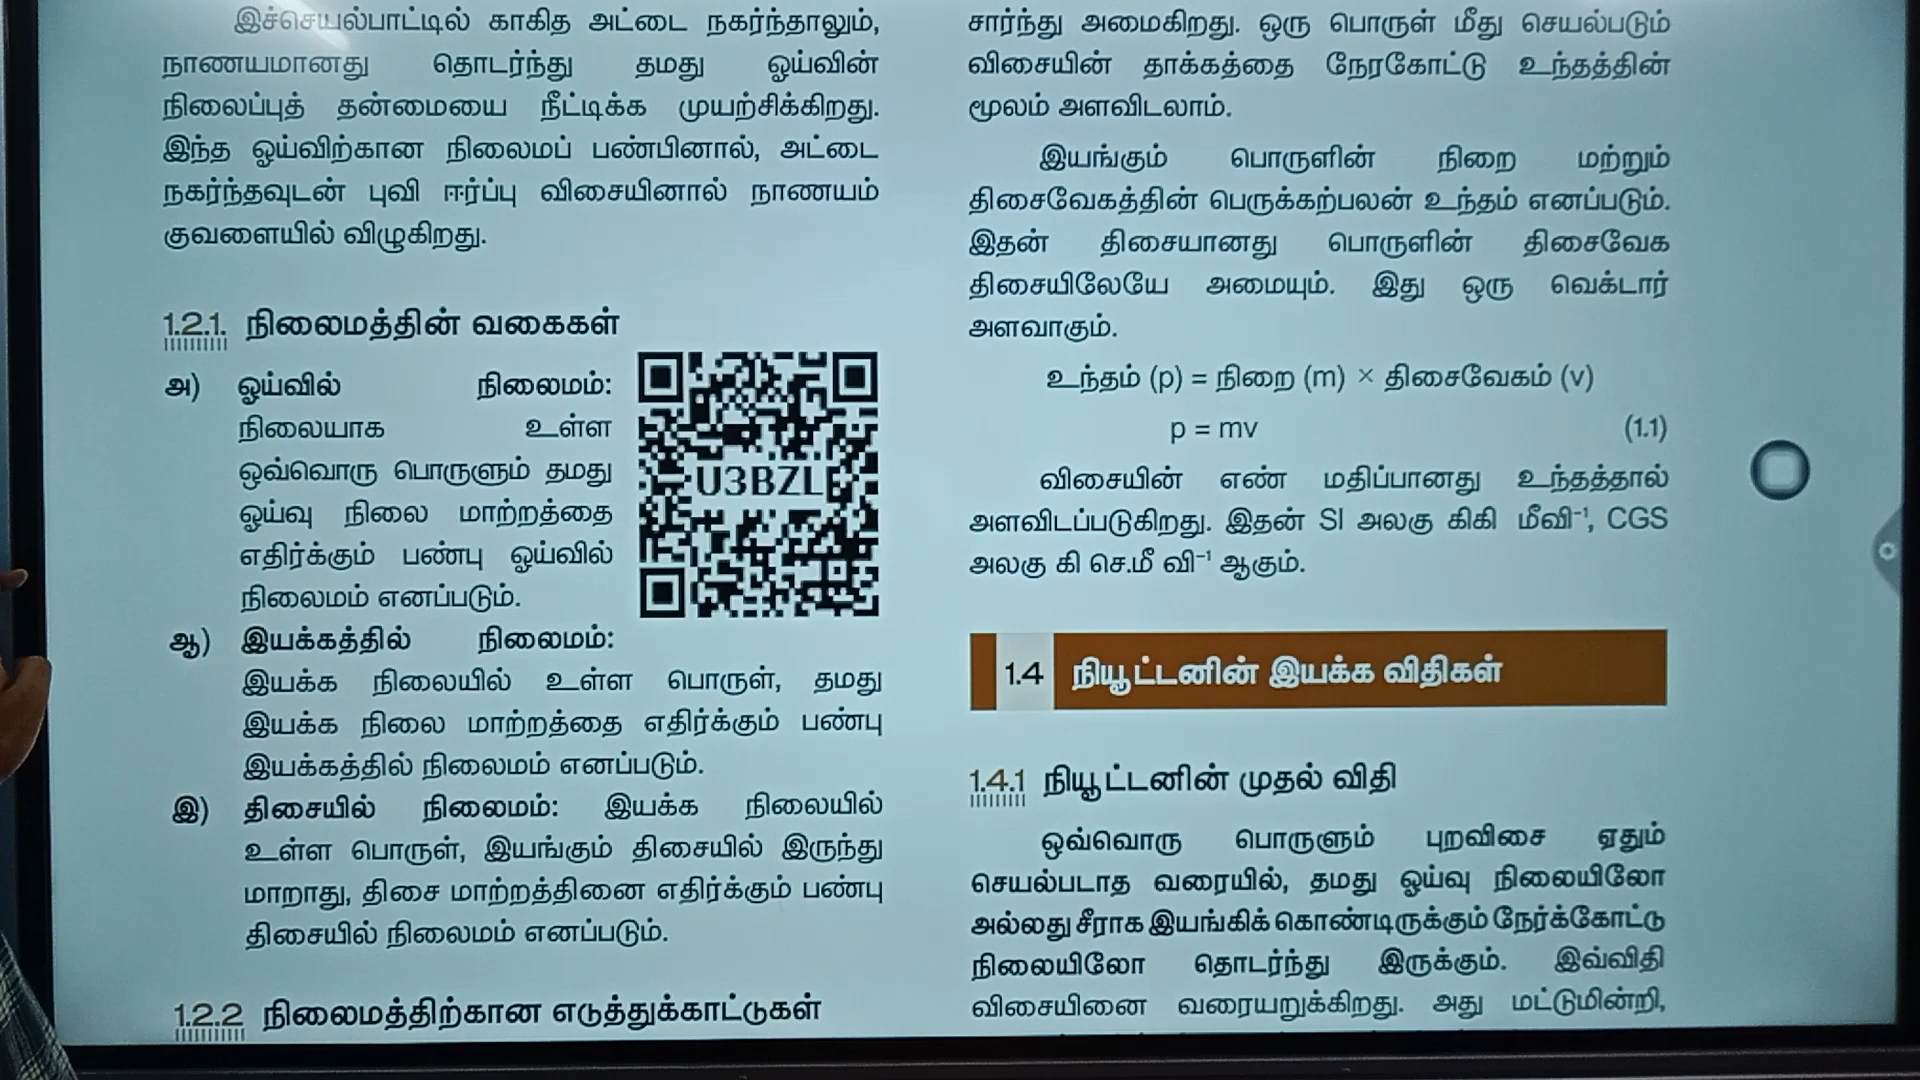 இச்செயல்பாட்டில் காகித அட்டை நகர்ந்தாலும்,
நாணயமானது தொடர்ந்து தமது ஓய்வின்
நிலைப்புத் தன்மையை நீட்டிக்க முயற்சிக்கிறது.
இந்த ஓய்விற்கான நிலைமப் பண்பினால், அட்டை
நகர்ந்தவுடன் புவி ஈர்ப்பு விசையினால் நாணயம்
குவளையில் விழுகிறது.
1.2.1. நிலைமத்தின் வகைகள்
அ) ஓய்வில் நிலைமம்:
நிலையாக உள்ள
ஒவ்வொரு பொருளும் தமது
ஓய்வு நிலை மாற்றத்தை
எதிர்க்கும் பண்பு ஓய்வில்
நிலைமம் எனப்படும்.
U3BZLE
ஆ) இயக்கத்தில் நிலைமம்:
இயக்க நிலையில் உள்ள பொருள், தமது
இயக்க நிலை மாற்றத்தை எதிர்க்கும் பண்பு
இயக்கத்தில் நிலைமம் எனப்படும்.
இ) திசையில் நிலைமம்: இயக்க நிலையில்
உள்ள பொருள், இயங்கும் திசையில் இருந்து
மாறாது, திசை மாற்றத்தினை எதிர்க்கும் பண்பு
திசையில் நிலைமம் எனப்படும்.
1.2.2 நிலைமத்திற்கான எடுத்துக்காட்டுகள்
சார்ந்து அமைகிறது. ஒரு பொருள் மீது செயல்படும்
விசையின் தாக்கத்தை நேரகோட்டு உந்தத்தின்
மூலம் அளவிடலாம்.
இயங்கும் பொருளின் நிறை மற்றும்
திசைவேகத்தின் பெருக்கற்பலன் உந்தம் எனப்படும்.
இதன் திசையானது பொருளின் திசைவேக
திசையிலேயே அமையும். இது ஒரு வெக்டார்
அளவாகும்.
உந்தம் (p) = நிறை (m) × திசைவேகம் (v)
p = mv (1.1)
விசையின் எண் மதிப்பானது உந்தத்தால்
அளவிடப்படுகிறது. இதன் SI அலகு கிகி மீவி⁻¹, CGS
அலகு கி செ.மீ வி⁻¹ ஆகும்.
1.4 நியூட்டனின் இயக்க விதிகள்
1.4.1 நியூட்டனின் முதல் விதி
ஒவ்வொரு பொருளும் புறவிசை ஏதும்
செயல்படாத வரையில், தமது ஓய்வு நிலையிலோ
அல்லது சீராக இயங்கிக் கொண்டிருக்கும் நேர்க்கோட்டு
நிலையிலோ தொடர்ந்து இருக்கும். இவ்விதி
விசையினை வரையறுக்கிறது. அது மட்டுமின்றி,